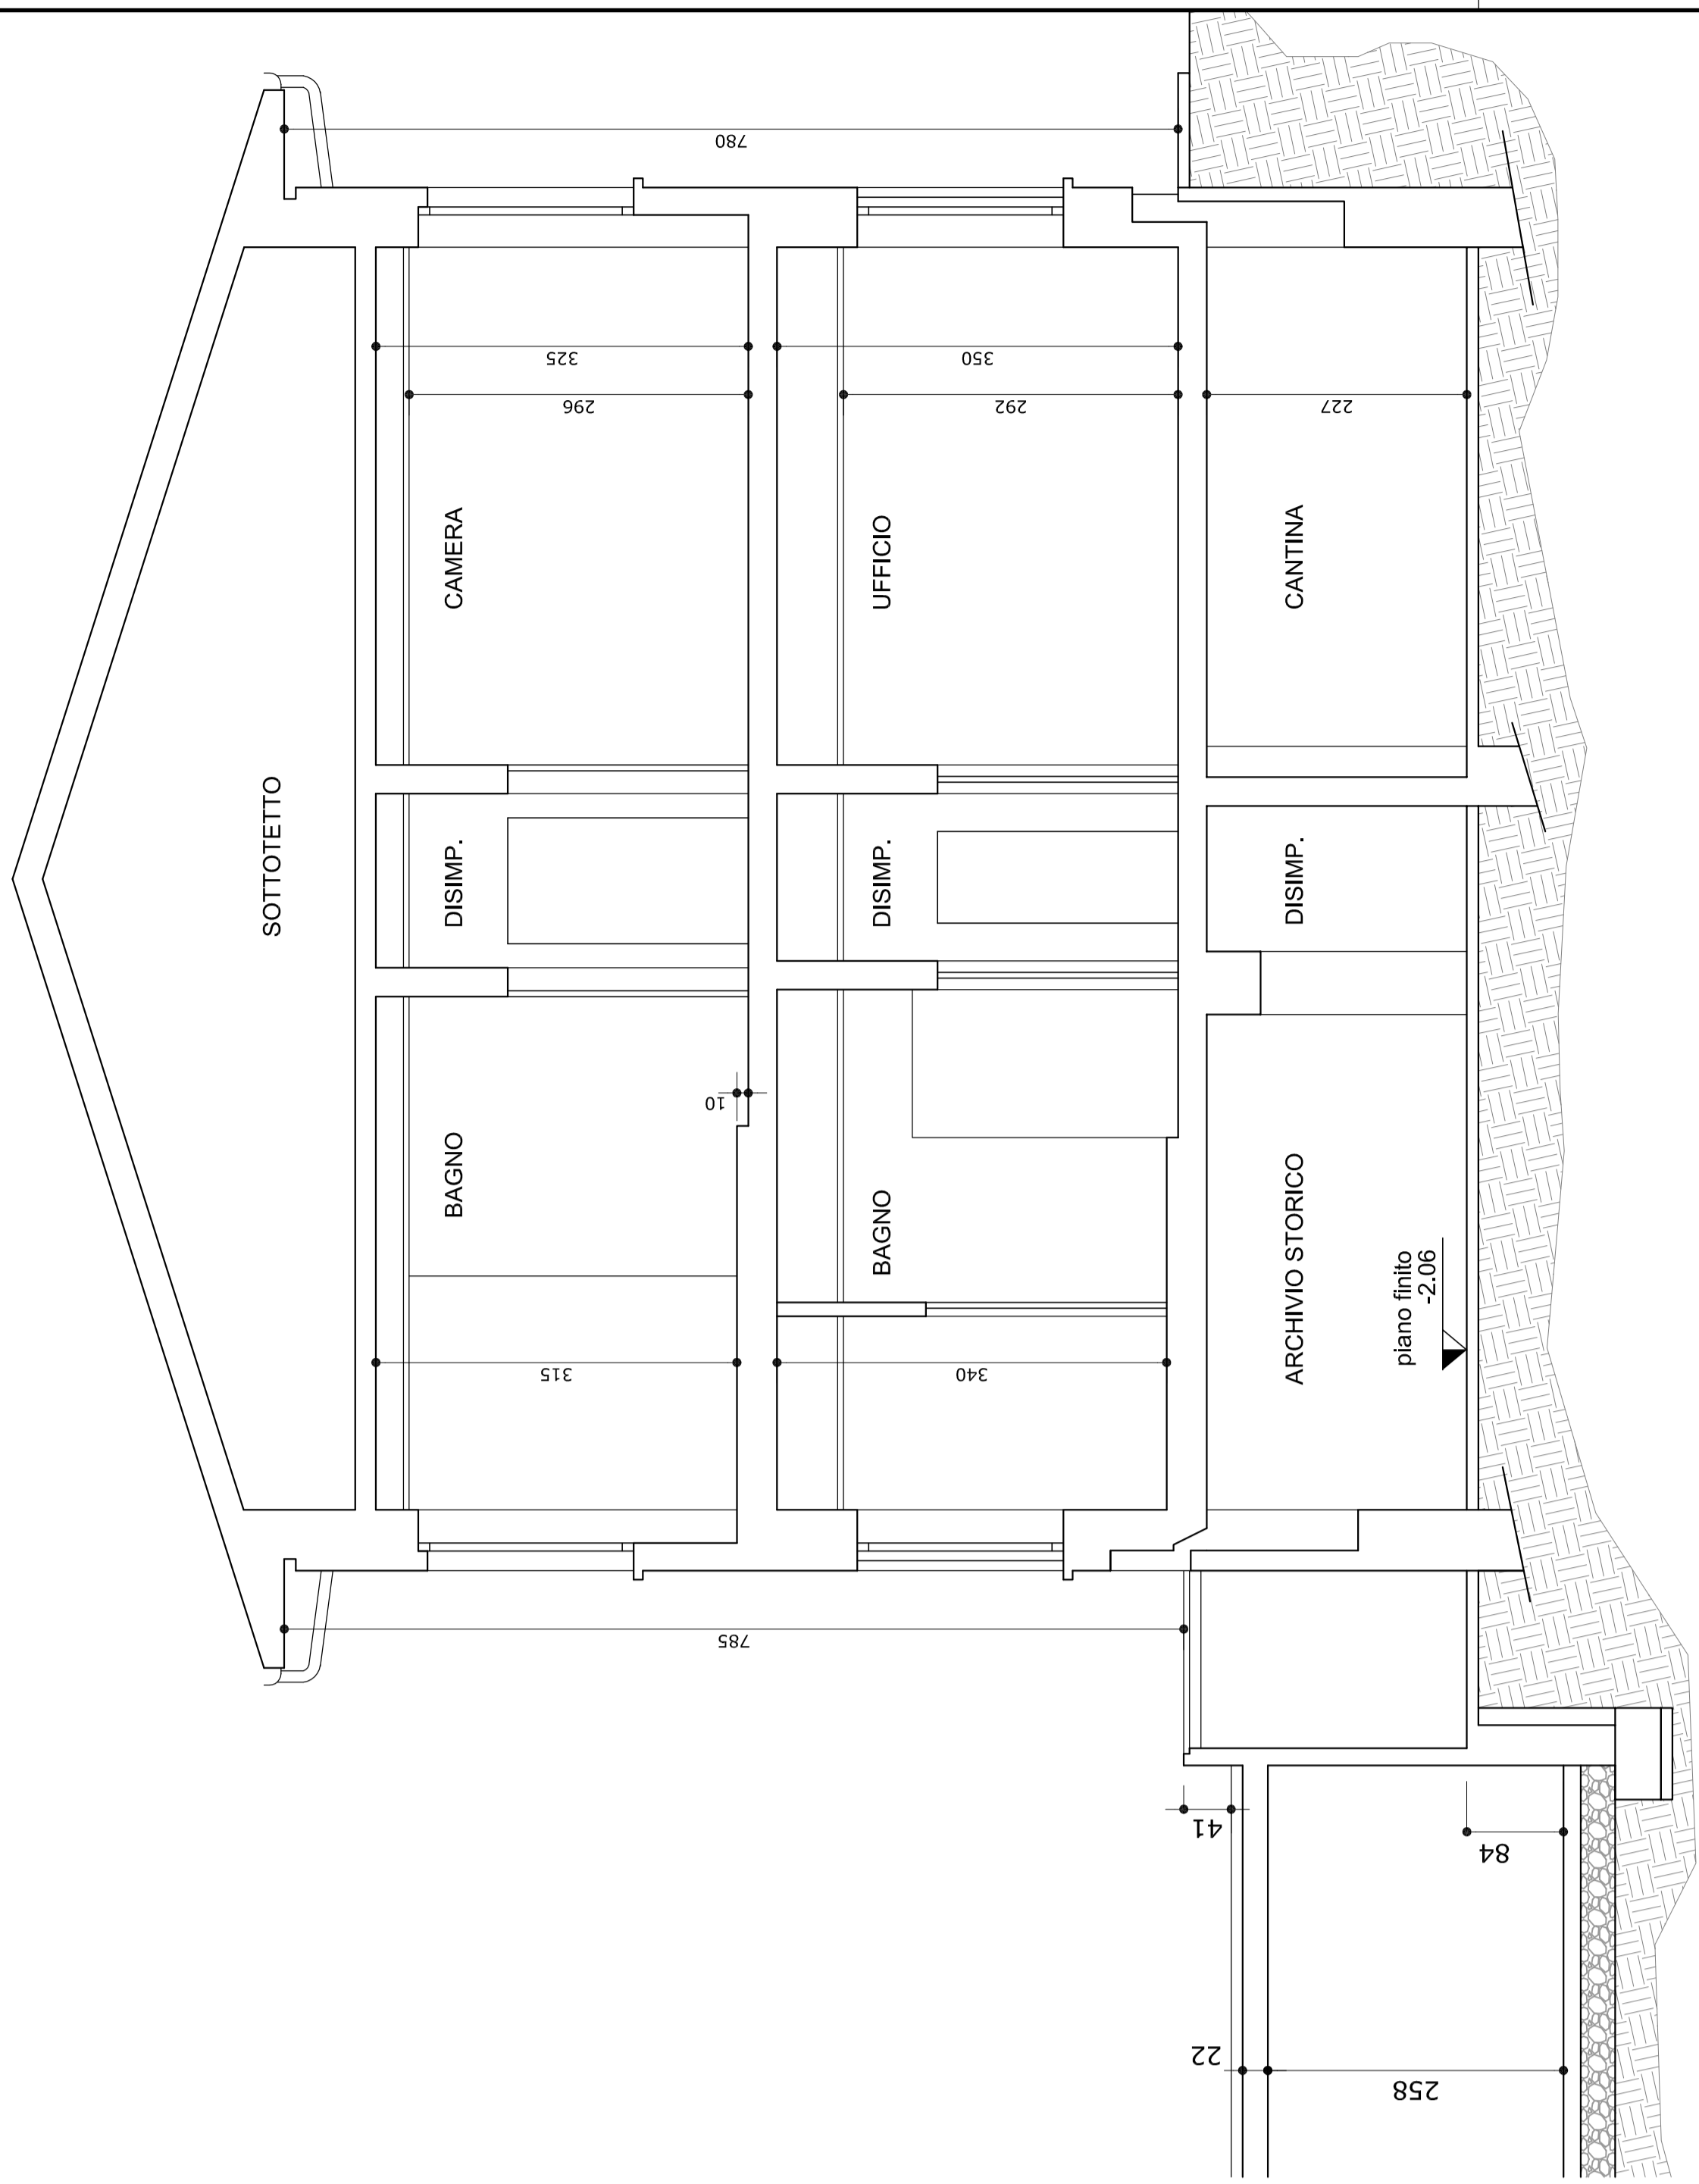 SOTTOTETTO
BAGNO
DISIMP.
CAMERA
BAGNO
DISIMP.
UFFICIO
ARCHIVIO STORICO
DISIMP.
CANTINA
piano finito
-2.06
780
325
296
350
292
227
10
315
340
785
41
84
22
258